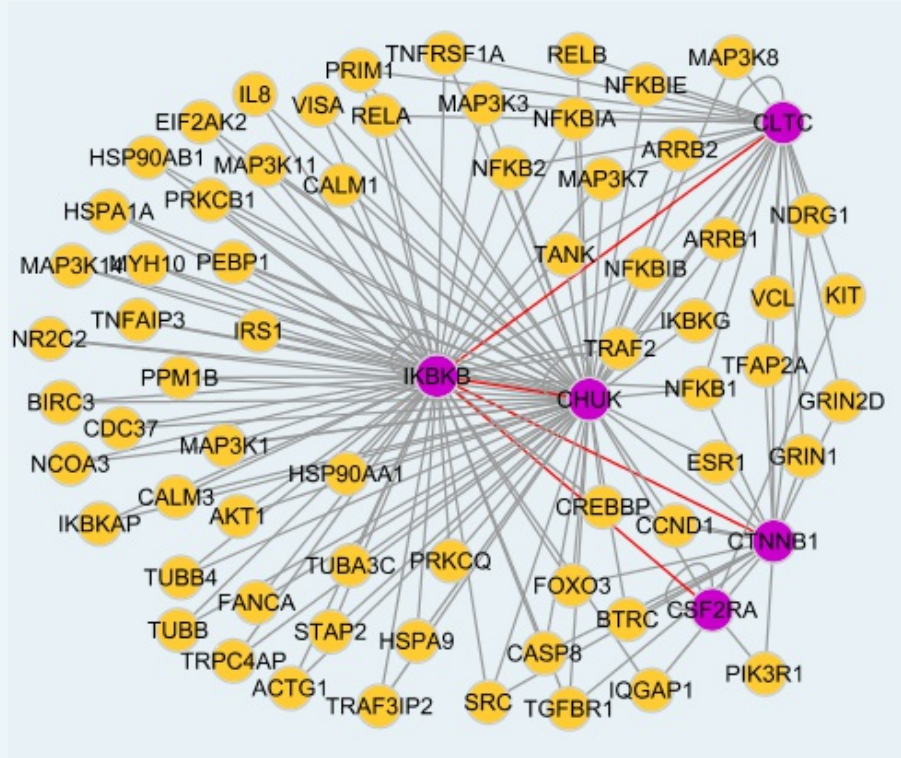 TNFRSF1A
RELB
MAP3K8
PRIM1
NFKBIE
IL8
VISA
RELA
MAP3K3
NFKBIA
CLTC
EIF2AK2
HSP90AB1
MAP3K11
CALM1
NFKB2
MAP3K7
ARRB2
HSPA1A
PRKCB1
NDRG1
MAP3K14
MYH10
PEBP1
TANK
NFKBIB
ARRB1
VCL
KIT
NR2C2
TNFAIP3
IRS1
IKBKG
TRAF2
TFAP2A
PPM1B
IKBKB
CHUK
NFKB1
GRIN2D
BIRC3
CDC37
MAP3K1
NCOA3
HSP90AA1
ESR1
GRIN1
IKBKAP
CALM3
AKT1
CREBBP
CCND1
CTNNB1
TUBB4
FANCA
TUBA3C
PRKCQ
FOXO3
BTRC
CSF2RA
TUBB
TRPC4AP
STAP2
HSPA9
CASP8
PIK3R1
ACTG1
TRAF3IP2
SRC
TGFBR1
IQGAP1